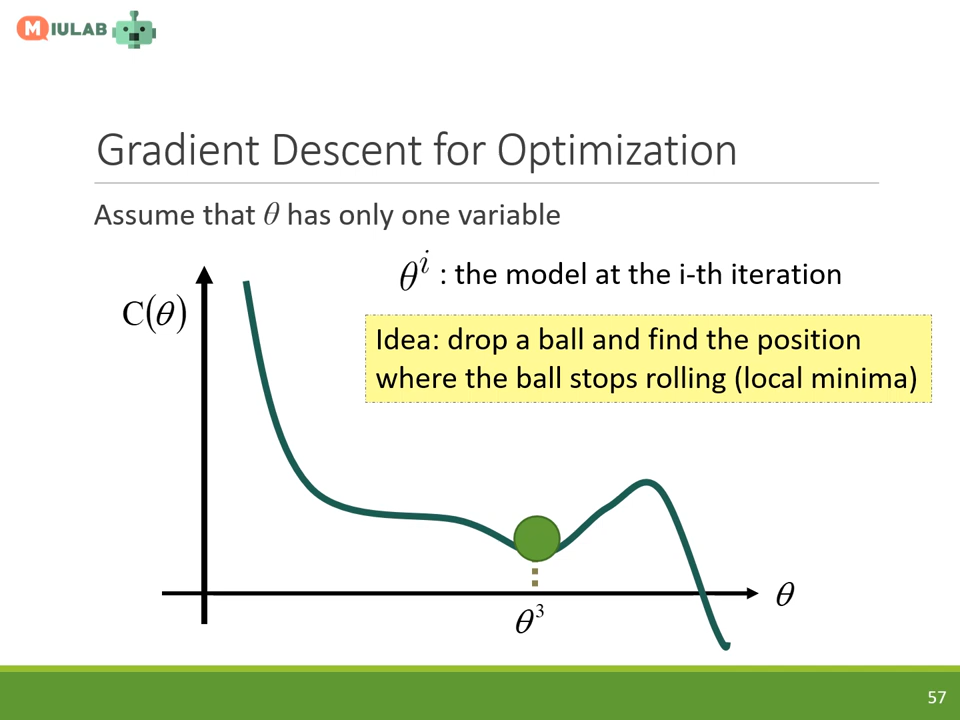 MIULAB
Gradient Descent for Optimization
Assume that θ has only one variable
θ^i : the model at the i-th iteration
C(θ)
Idea: drop a ball and find the position
where the ball stops rolling (local minima)
θ
θ^3
57